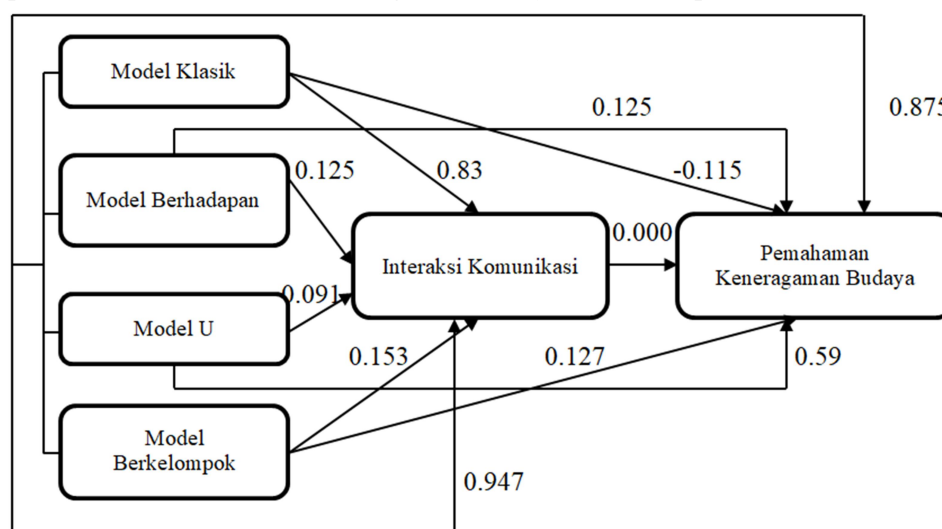 Model Klasik
0.125
0.875
Model Berhadapan
0.125
0.83
-0.115
Interaksi Komunikasi
0.000
Pemahaman
Keneragaman Budaya
Model U
0.091
0.153
0.127
0.59
Model
Berkelompok
0.947